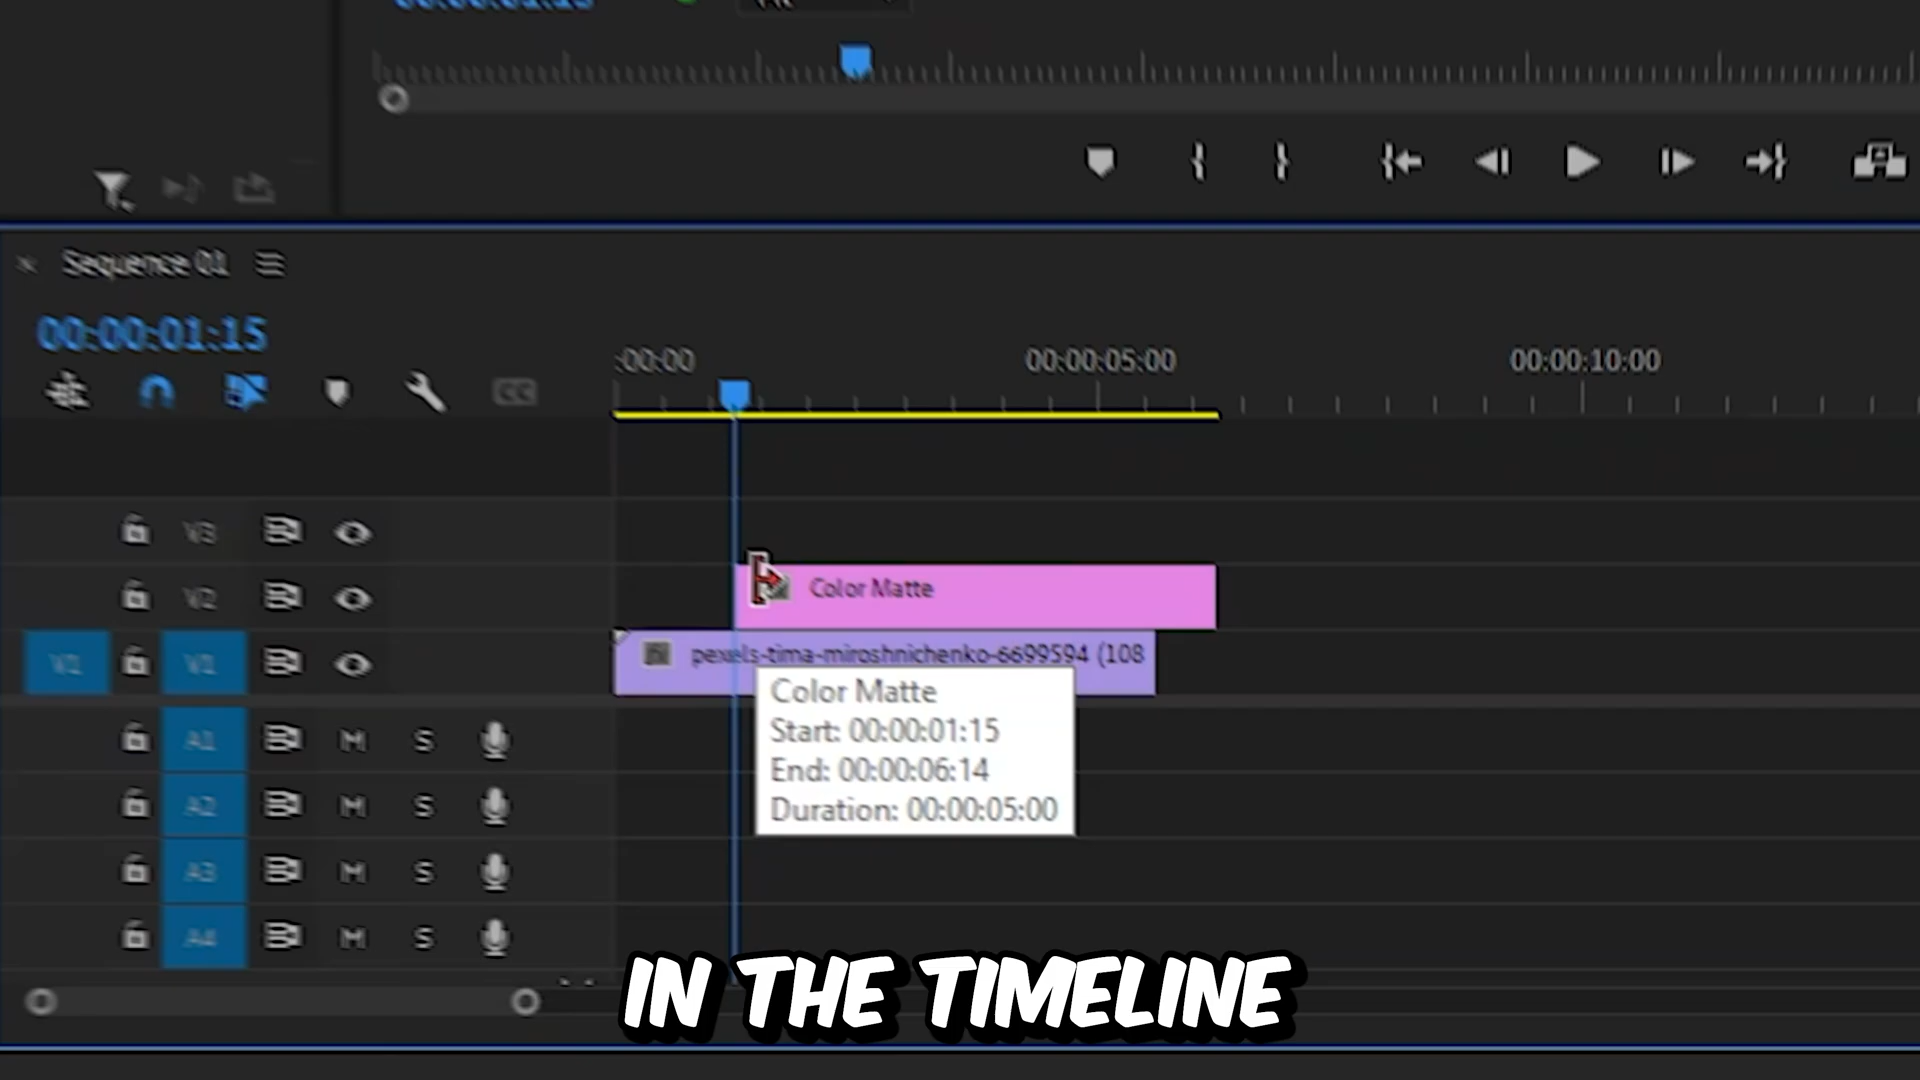 Sequence 01
00:00:01:15
:00:00
00:00:05:00
00:00:10:00
CC
V3
V2
Color Matte
V1
V1
fx
pexels-tima-miroshnichenko-6699594 (108
Color Matte
Start: 00:00:01:15
End: 00:00:06:14
Duration: 00:00:05:00
A1
M
S
A2
M
S
A3
M
S
A4
M
S
IN THE TIMELINE